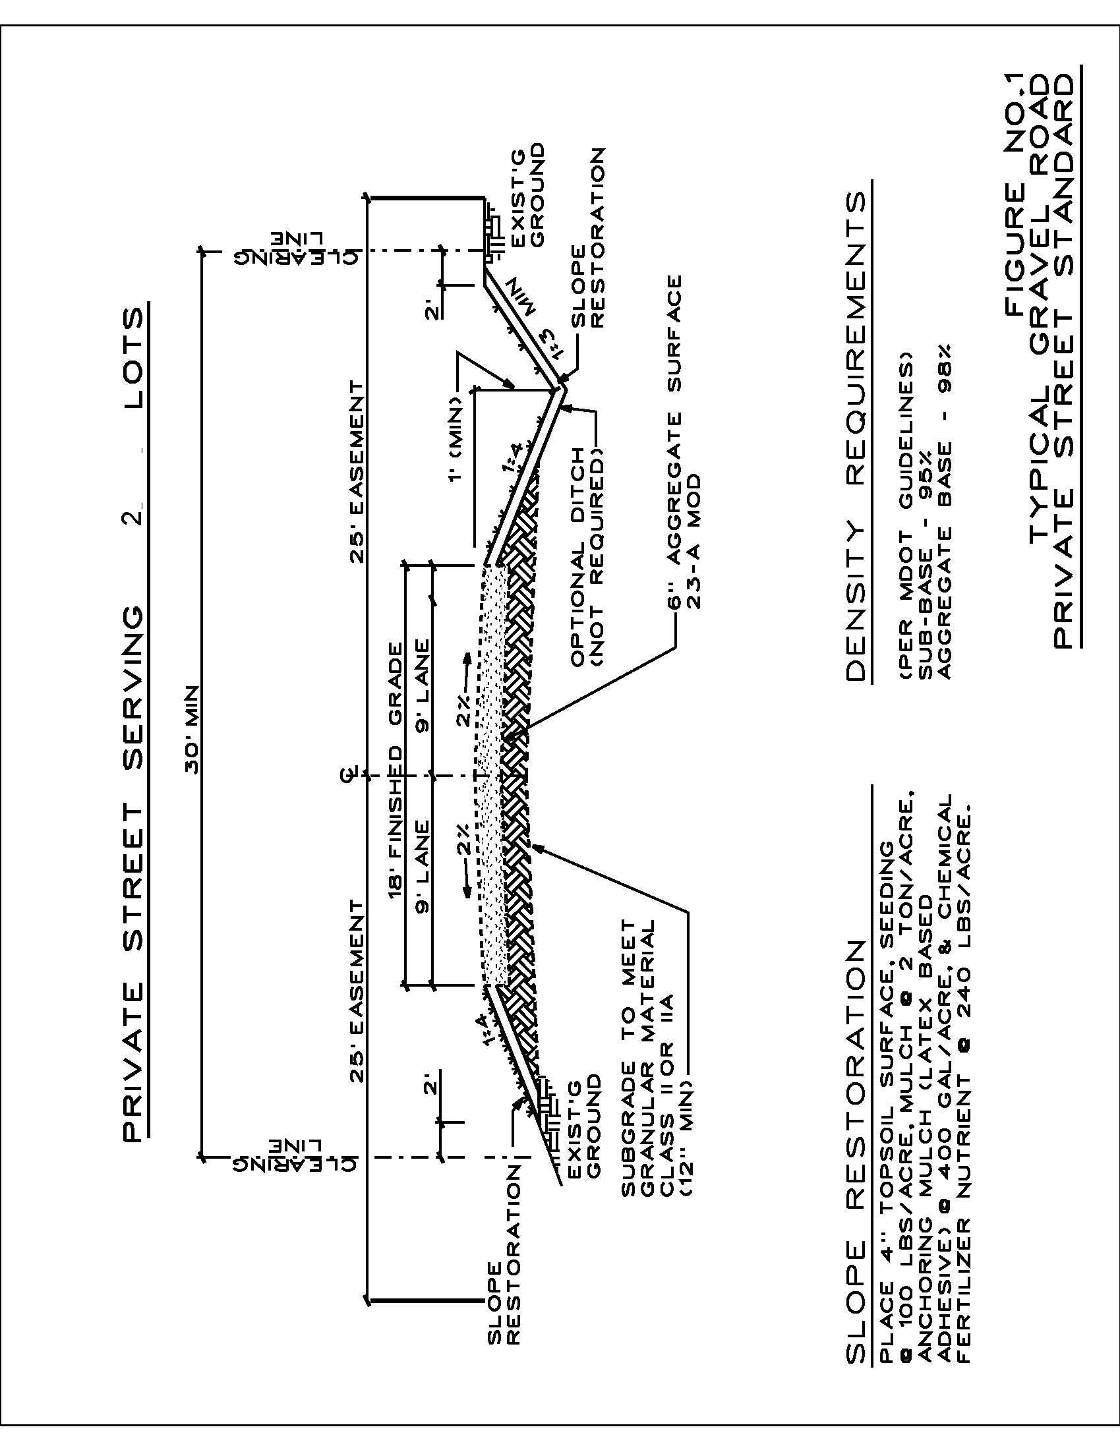 PRIVATE STREET SERVING 2 LOTS
30' MIN
CLEARING
LINE
CLEARING
LINE
25' EASEMENT
℄
25' EASEMENT
18' FINISHED GRADE
9' LANE
9' LANE
2'
2'
2%
2%
1' (MIN)
1:4
1:4
1:3 MIN
EXIST'G
GROUND
SLOPE
RESTORATION
SLOPE
RESTORATION
EXIST'G
GROUND
OPTIONAL DITCH
(NOT REQUIRED)
SUBGRADE TO MEET
GRANULAR MATERIAL
CLASS II OR IIA
(12" MIN)
6" AGGREGATE SURFACE
23-A MOD
SLOPE RESTORATION
PLACE 4" TOPSOIL SURFACE, SEEDING
@ 100 LBS/ACRE, MULCH @ 2 TON/ACRE,
ANCHORING MULCH (LATEX BASED
ADHESIVE) @ 400 GAL/ACRE, & CHEMICAL
FERTILIZER NUTRIENT @ 240 LBS/ACRE.
DENSITY REQUIREMENTS
(PER MDOT GUIDELINES)
SUB-BASE - 95%
AGGREGATE BASE - 98%
FIGURE NO.1
TYPICAL GRAVEL ROAD
PRIVATE STREET STANDARD